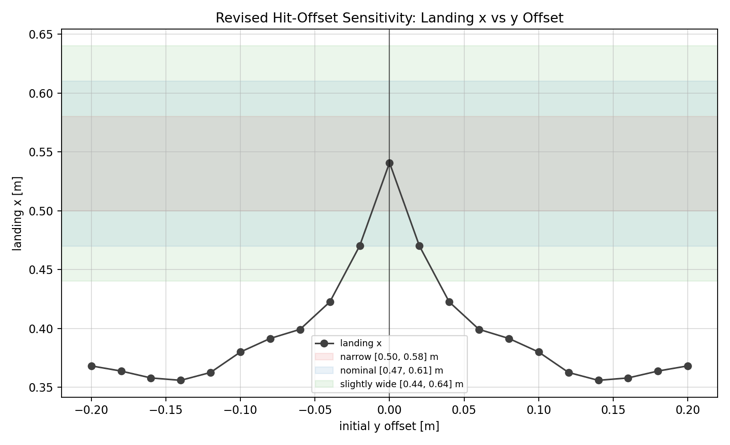 Revised Hit-Offset Sensitivity: Landing x vs y Offset
landing x [m]
0.65
0.60
0.55
0.50
0.45
0.40
0.35
landing x
narrow [0.50, 0.58] m
nominal [0.47, 0.61] m
slightly wide [0.44, 0.64] m
−0.20 −0.15 −0.10 −0.05 0.00 0.05 0.10 0.15 0.20
initial y offset [m]